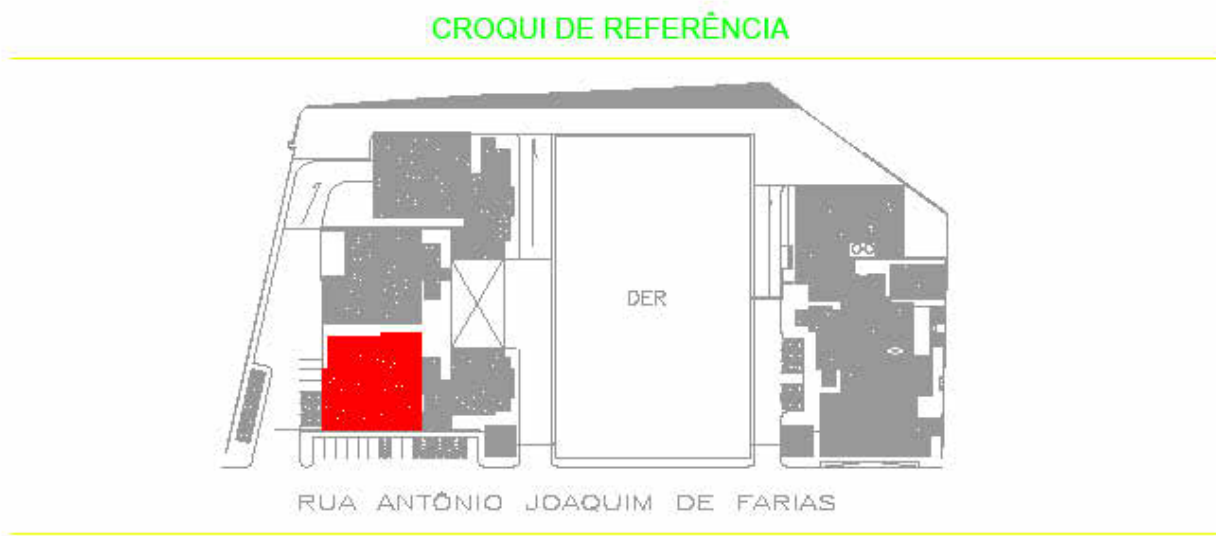 CROQUI DE REFERÊNCIA
DER
RUA ANTÔNIO JOAQUIM DE FARIAS